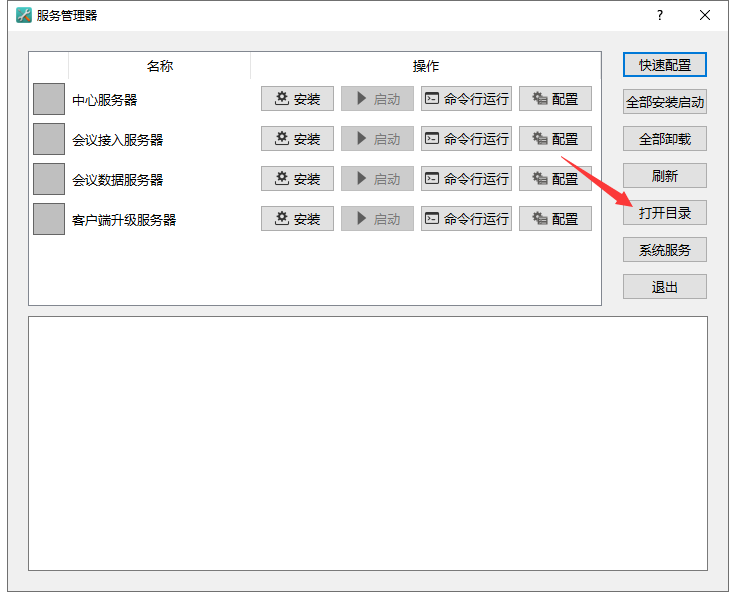 服务管理器 ?
名称 操作
中心服务器 安装 启动 命令行运行 配置
会议接入服务器 安装 启动 命令行运行 配置
会议数据服务器 安装 启动 命令行运行 配置
客户端升级服务器 安装 启动 命令行运行 配置
快速配置
全部安装启动
全部卸载
刷新
打开目录
系统服务
退出